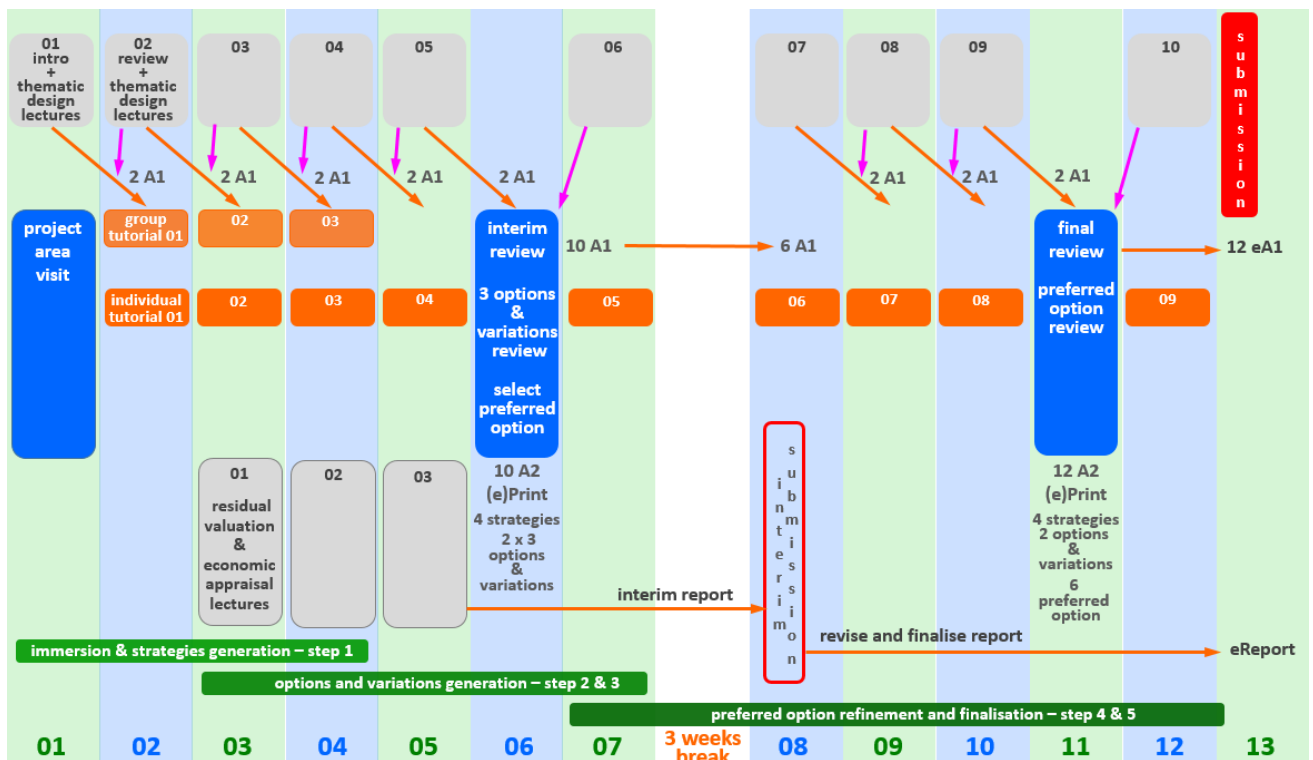 01
intro
+
thematic
design
lectures
02
review
+
thematic
design
lectures
03
04
05
06
07
08
09
10
submission
2 A1
2 A1
2 A1
2 A1
2 A1
2 A1
2 A1
2 A1
project
area
visit
group
tutorial 01
02
03
interim
review
3 options
&
variations
review
select
preferred
option
10 A1
6 A1
final
review
preferred
option
review
12 eA1
individual
tutorial 01
02
03
04
05
06
07
08
09
01
residual
valuation
&
economic
appraisal
lectures
02
03
10 A2
(e)Print
4 strategies
2 x 3
options
&
variations
interim report
interim
submission
12 A2
(e)Print
4 strategies
2 options
&
variations
6
preferred
option
revise and finalise report
eReport
immersion & strategies generation – step 1
options and variations generation – step 2 & 3
preferred option refinement and finalisation – step 4 & 5
01
02
03
04
05
06
07
3 weeks
break
08
09
10
11
12
13